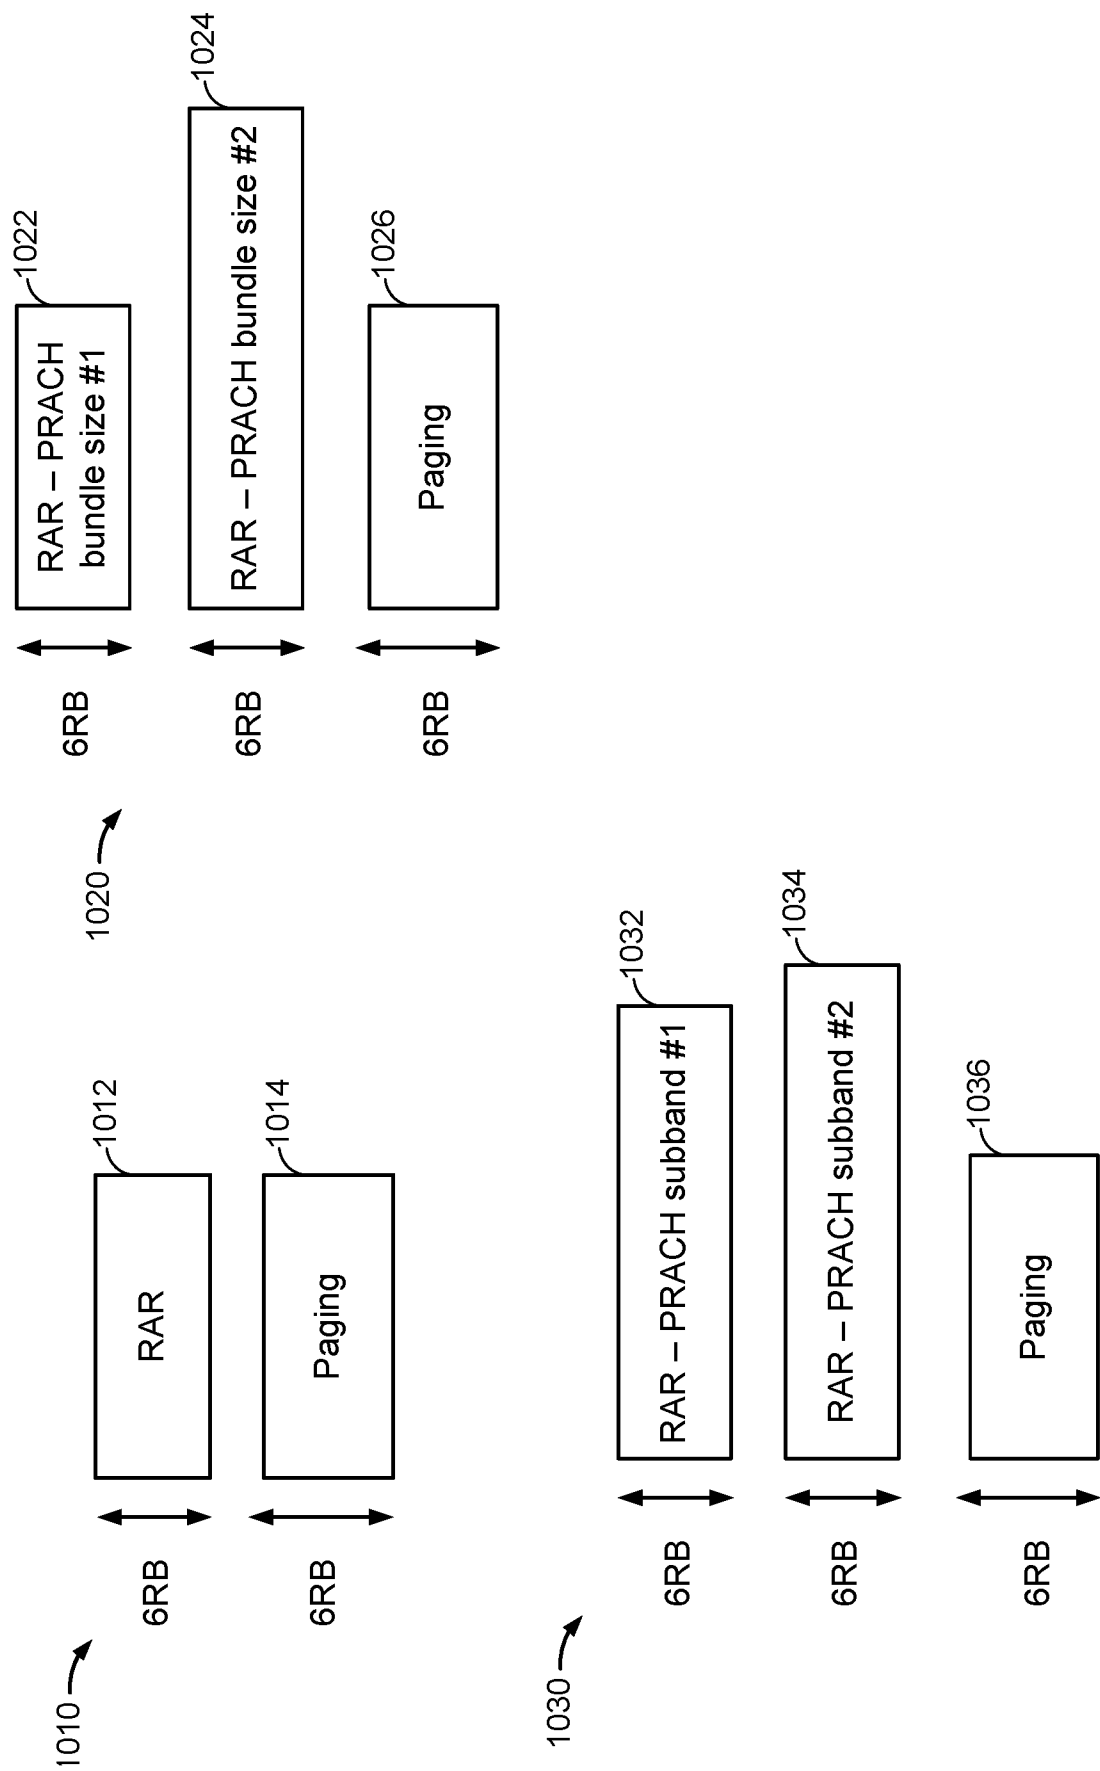 1010
6RB
RAR
1012
6RB
Paging
1014
1020
6RB
RAR – PRACH
bundle size #1
1022
6RB
RAR – PRACH bundle size #2
1024
6RB
Paging
1026
1030
6RB
RAR – PRACH subband #1
1032
6RB
RAR – PRACH subband #2
1034
6RB
Paging
1036